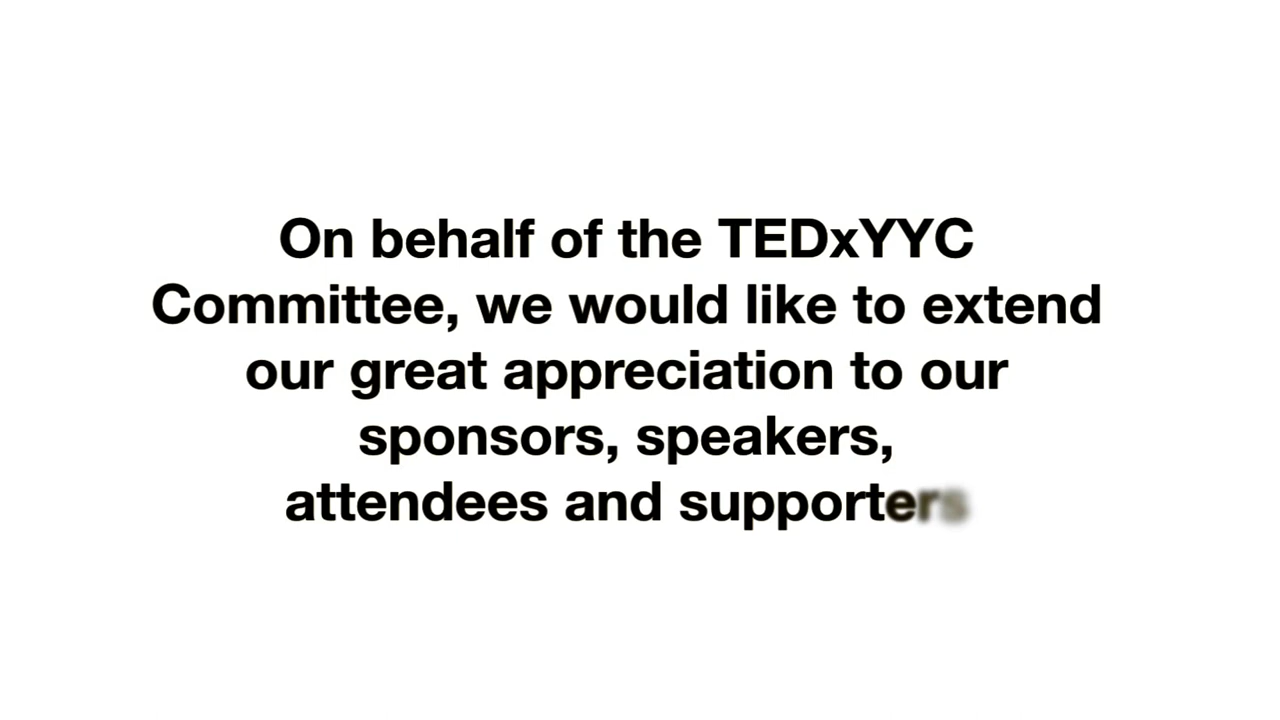 On behalf of the TEDxYYC
Committee, we would like to extend
our great appreciation to our
sponsors, speakers,
attendees and supporters